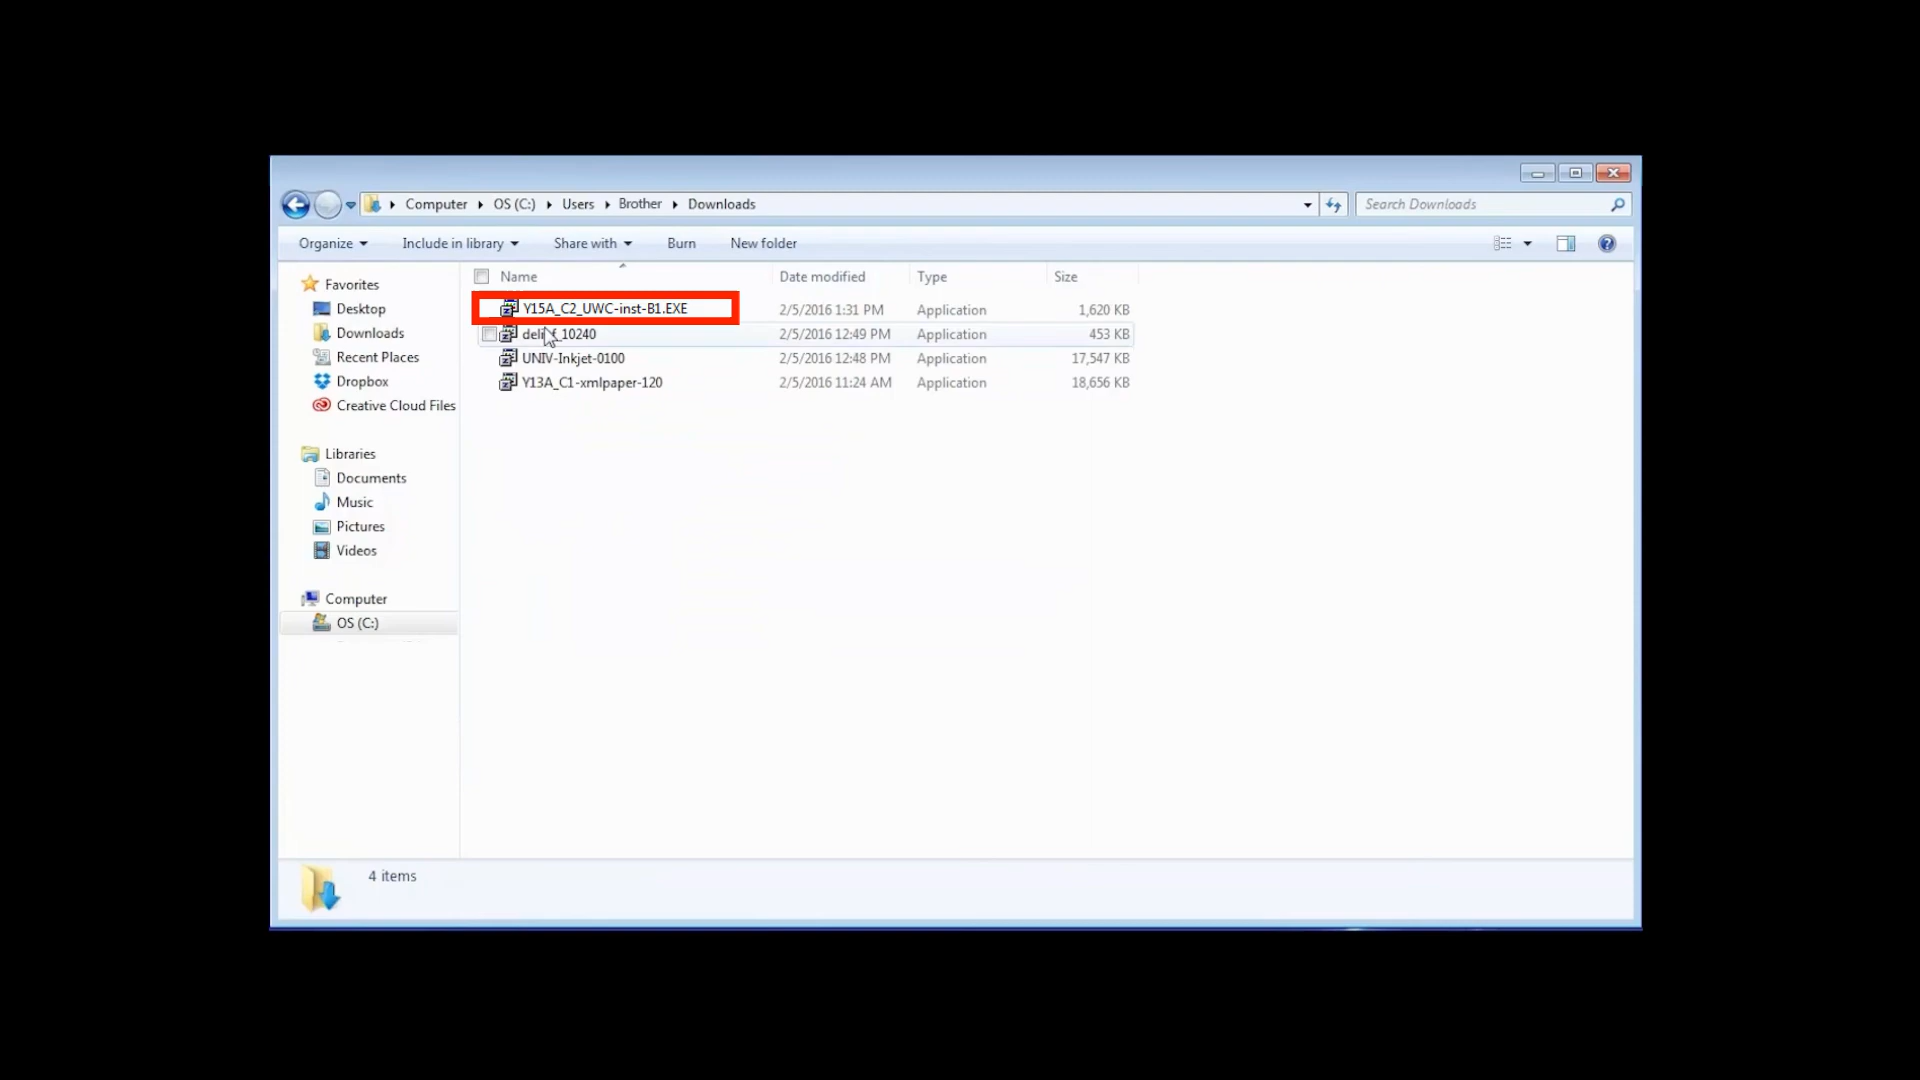 Computer OS (C:) Users Brother Downloads
Search Downloads
Organize Include in library Share with Burn New folder
Name Date modified Type Size
Y15A_C2_UWC-inst-B1.EXE 2/5/2016 1:31 PM Application 1,620 KB
2/5/2016 12:49 PM Application 453 KB
UNIV-Inkjet-0100 2/5/2016 12:48 PM Application 17,547 KB
Y13A_C1-xmlpaper-120 2/5/2016 11:24 AM Application 18,656 KB
Favorites
Desktop
Downloads
Recent Places
Dropbox
Creative Cloud Files
Libraries
Documents
Music
Pictures
Videos
Computer
OS (C:)
4 items